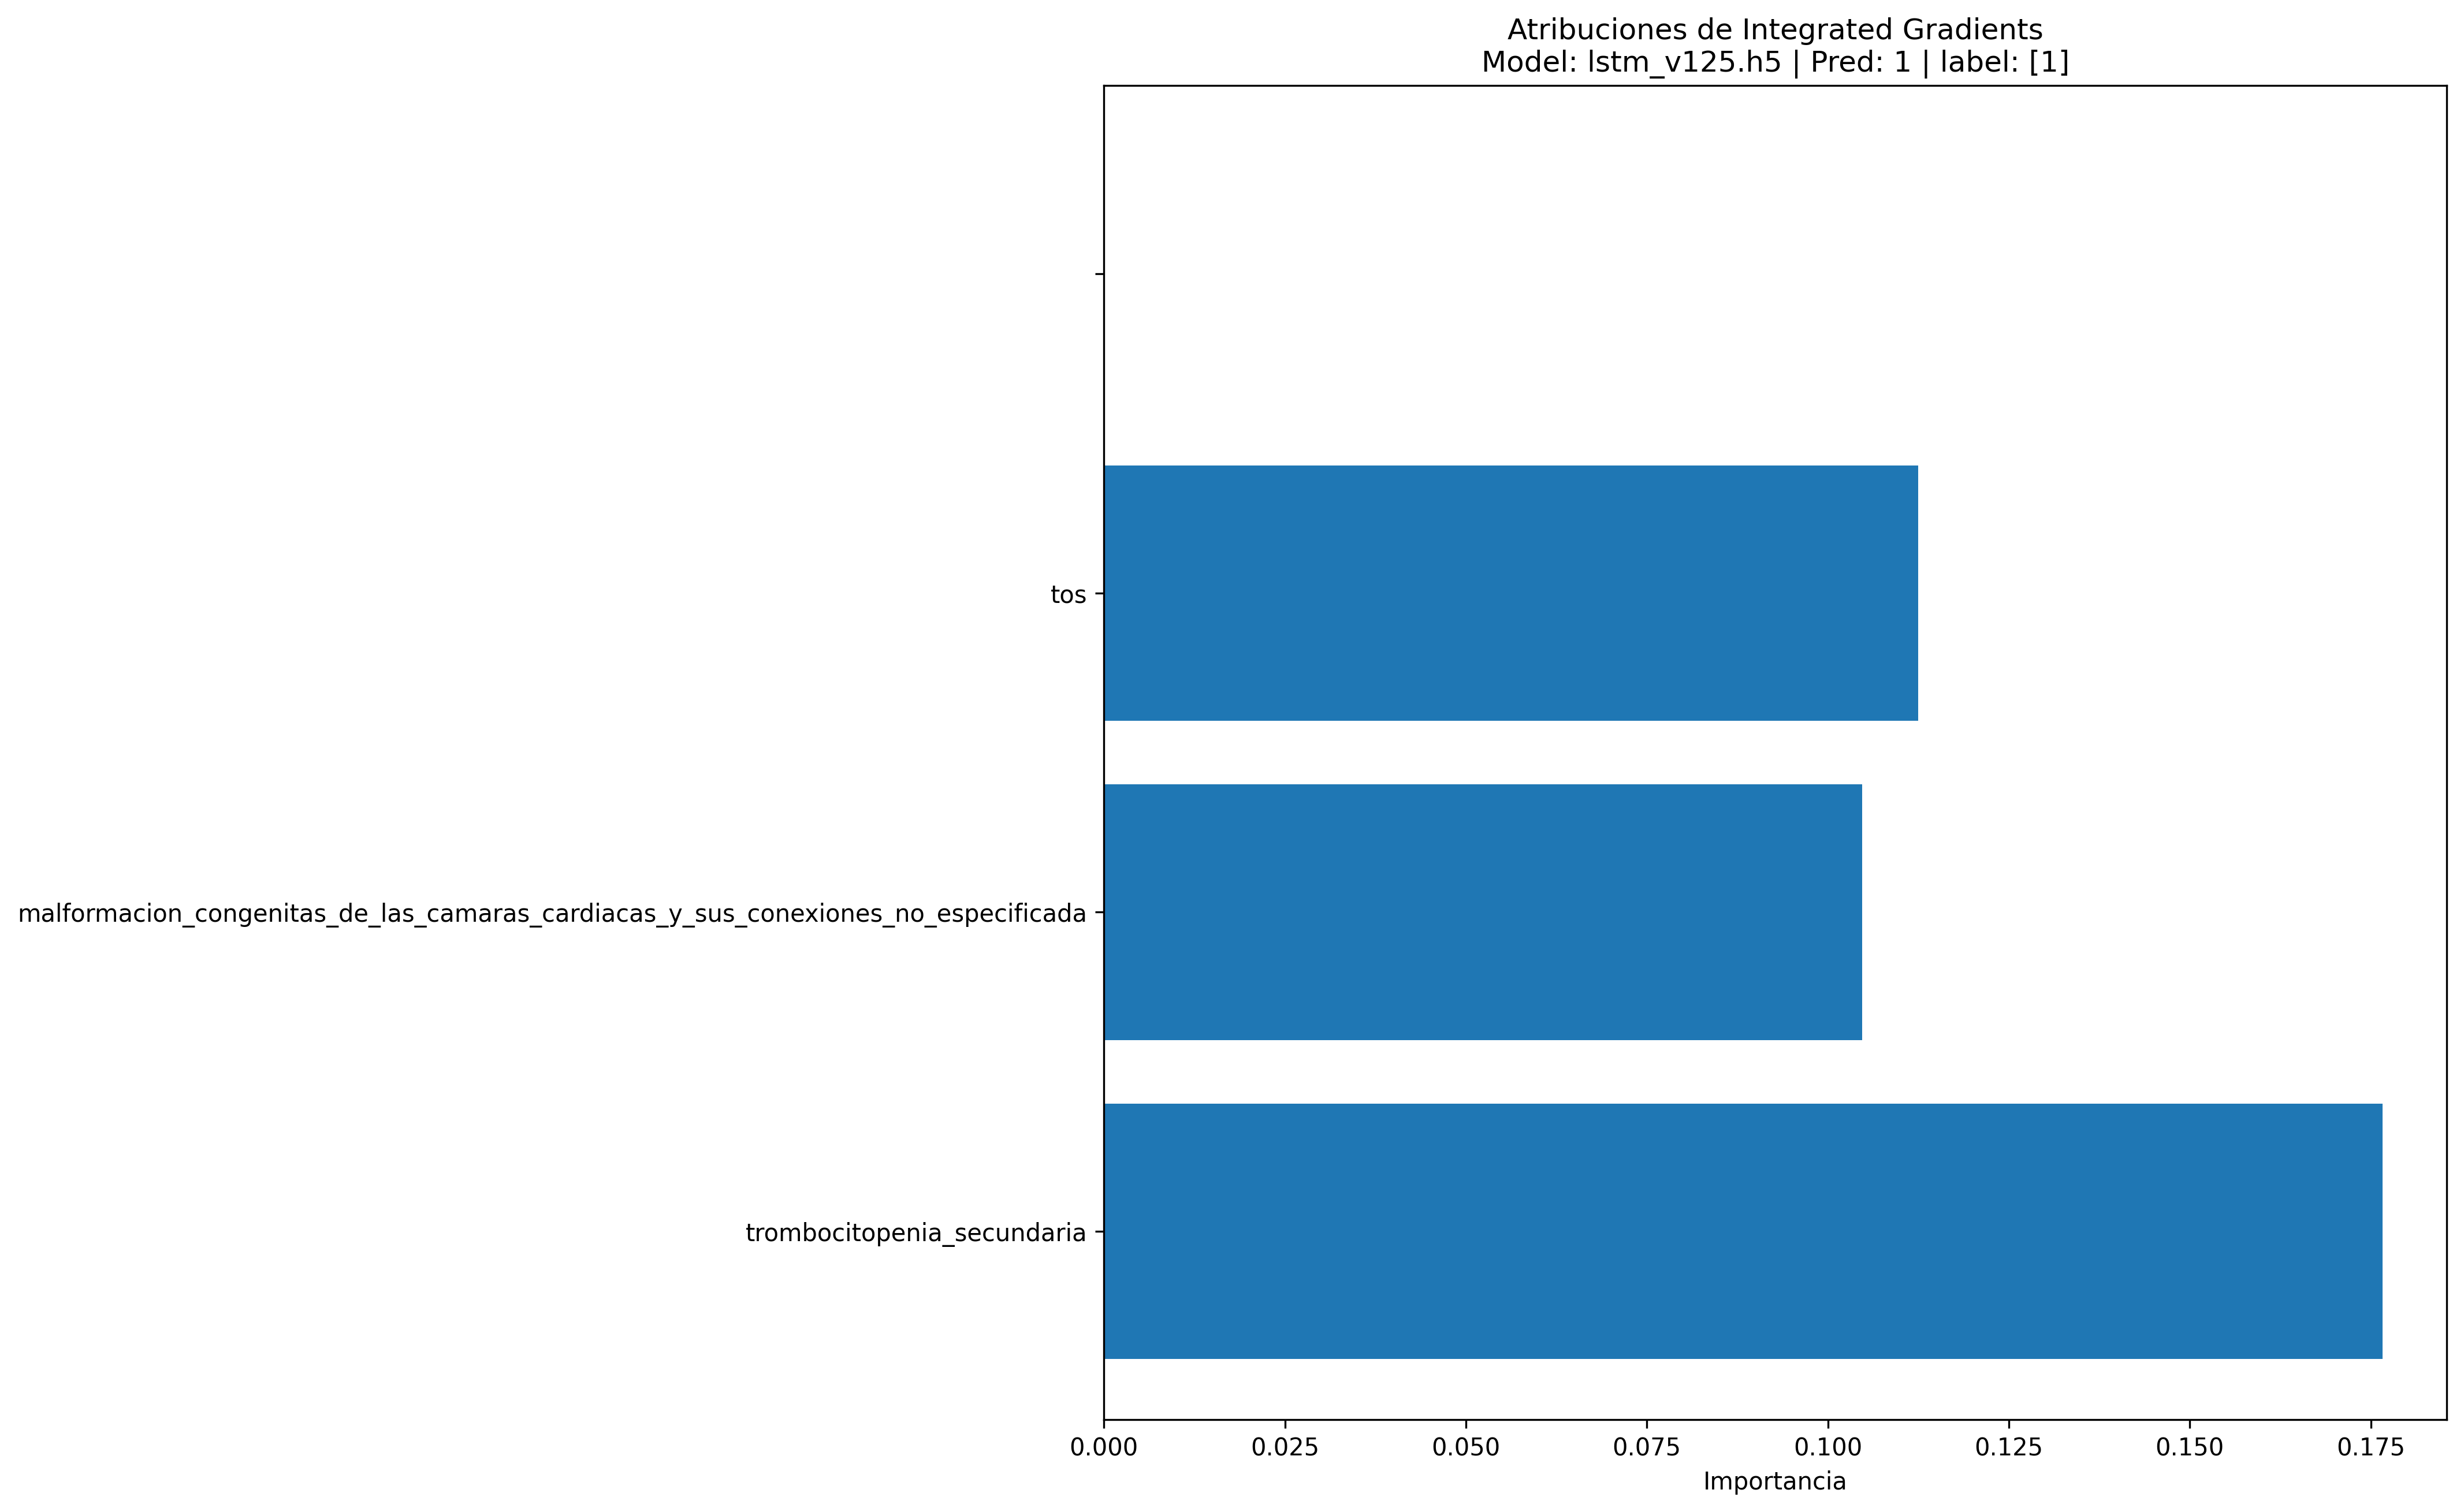 Atribuciones de Integrated Gradients
Model: lstm_v125.h5 | Pred: 1 | label: [1]
tos
malformacion_congenitas_de_las_camaras_cardiacas_y_sus_conexiones_no_especificada
trombocitopenia_secundaria
0.000 0.025 0.050 0.075 0.100 0.125 0.150 0.175
Importancia